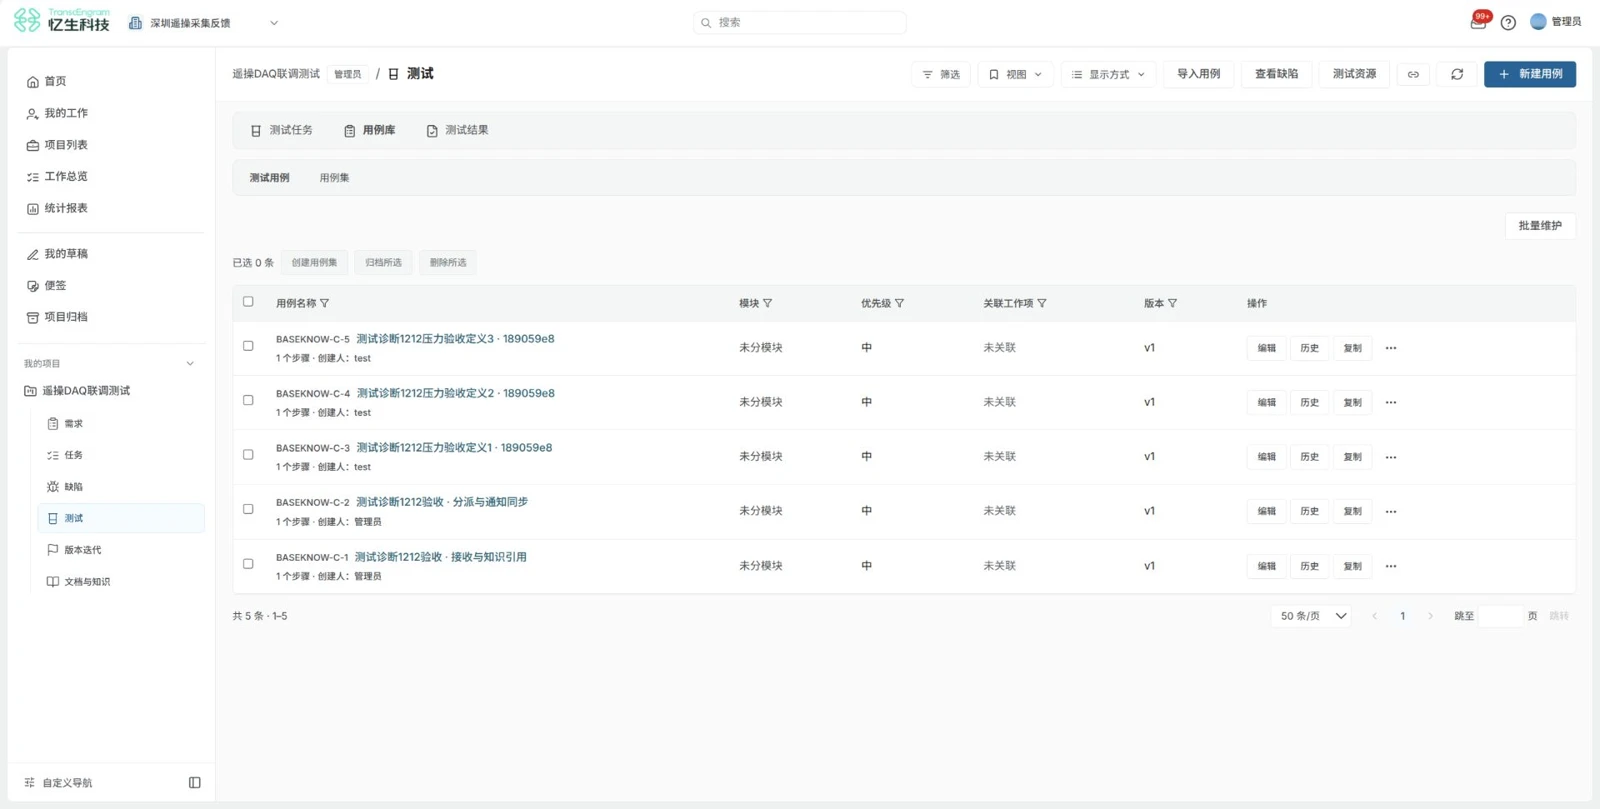 TransEngram
忆生科技
深圳遥操采集反馈
搜索
99+
管理员
首页
我的工作
项目列表
工作总览
统计报表
我的草稿
便签
项目归档
我的项目
遥操DAQ联调测试
需求
任务
缺陷
测试
版本迭代
文档与知识
自定义导航
遥操DAQ联调测试 管理员 / 测试
筛选 视图 显示方式 导入用例 查看缺陷 测试资源 新建用例
测试任务 用例库 测试结果
测试用例 用例集
批量维护
已选 0 条 创建用例集 归档所选 删除所选
用例名称 模块 优先级 关联工作项 版本 操作
BASEKNOW-C-5 测试诊断1212压力验收定义3 · 189059e8
1 个步骤 · 创建人：test
未分模块 中 未关联 v1 编辑 历史 复制 ···
BASEKNOW-C-4 测试诊断1212压力验收定义2 · 189059e8
1 个步骤 · 创建人：test
未分模块 中 未关联 v1 编辑 历史 复制 ···
BASEKNOW-C-3 测试诊断1212压力验收定义1 · 189059e8
1 个步骤 · 创建人：test
未分模块 中 未关联 v1 编辑 历史 复制 ···
BASEKNOW-C-2 测试诊断1212验收 · 分派与通知同步
1 个步骤 · 创建人：管理员
未分模块 中 未关联 v1 编辑 历史 复制 ···
BASEKNOW-C-1 测试诊断1212验收 · 接收与知识引用
1 个步骤 · 创建人：管理员
未分模块 中 未关联 v1 编辑 历史 复制 ···
共 5 条 · 1–5
50 条/页 1 跳至 页 跳转